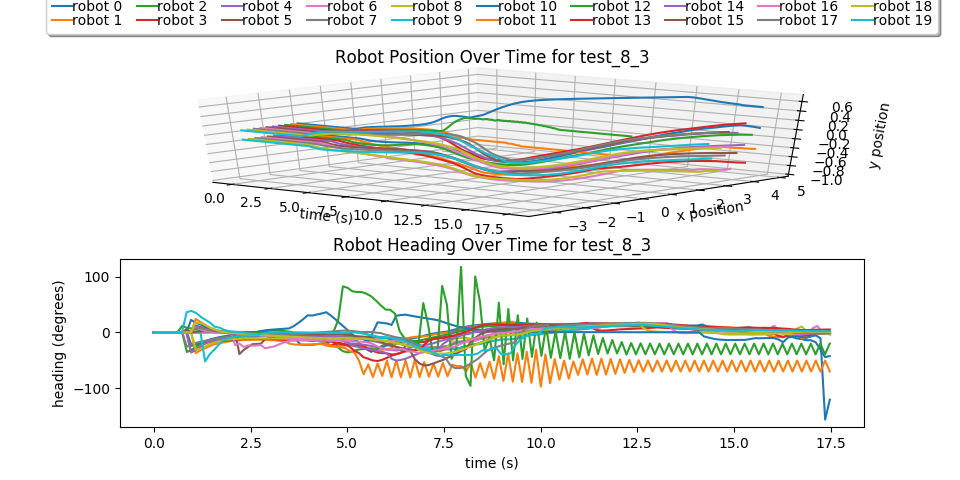 robot 0 robot 2 robot 4 robot 6 robot 8 robot 10 robot 12 robot 14 robot 16 robot 18
robot 1 robot 3 robot 5 robot 7 robot 9 robot 11 robot 13 robot 15 robot 17 robot 19
Robot Position Over Time for test_8_3
0.6
0.4
0.2
0.0
−0.2
−0.4
−0.6
−0.8
−1.0
y position
0.0 2.5 5.0 7.5 10.0 12.5 15.0 17.5
time (s)
−3 −2 −1 0 1 2 3 4 5
x position
Robot Heading Over Time for test_8_3
100
0
−100
heading (degrees)
0.0 2.5 5.0 7.5 10.0 12.5 15.0 17.5
time (s)